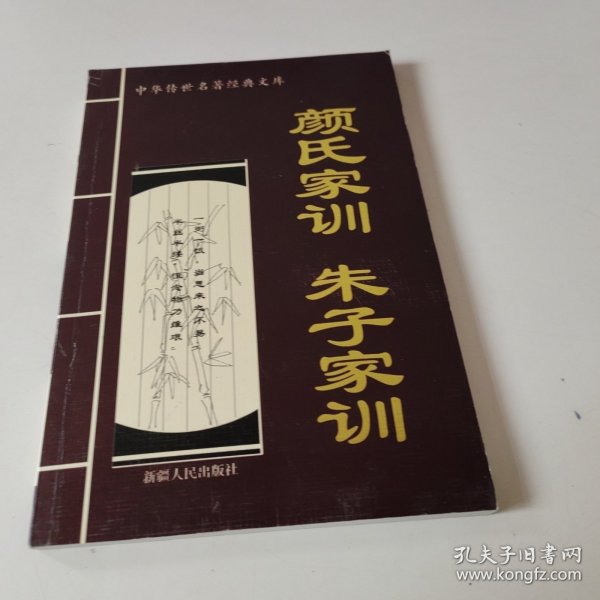 中华传世名著经典文库
颜氏家训 朱子家训
一粥一饭，当思来之不易；
半丝半缕，恒念物力维艰。
新疆人民出版社
孔夫子旧书网
www.kongfz.com